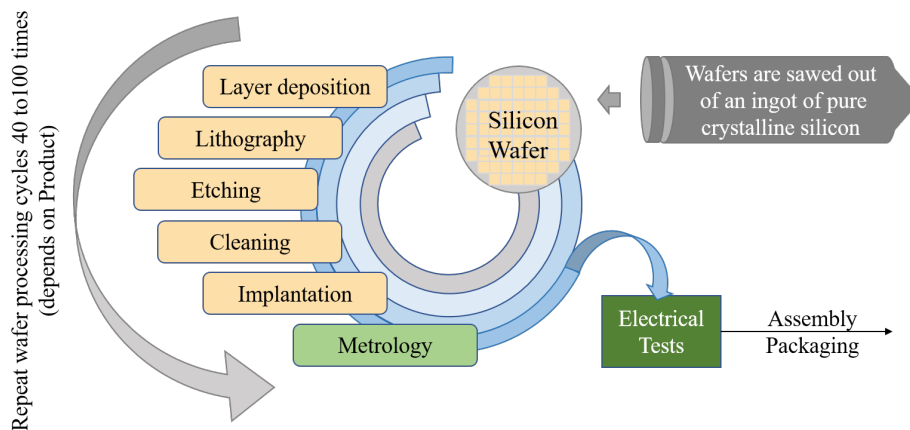 Repeat wafer processing cycles 40 to100 times
(depends on Product)
Layer deposition
Lithography
Etching
Cleaning
Implantation
Metrology
Silicon
Wafer
Wafers are sawed out
of an ingot of pure
crystalline silicon
Electrical
Tests
Assembly
Packaging